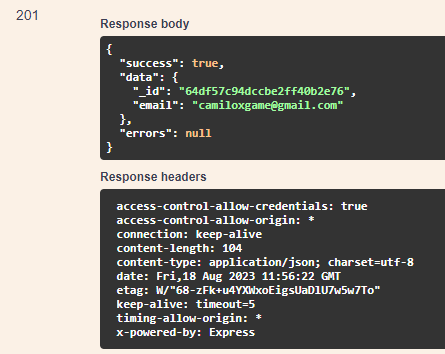 201
Response body
{
"success": true,
"data": {
"_id": "64df57c94dccbe2ff40b2e76",
"email": "camiloxgame@gmail.com"
},
"errors": null
}
Response headers
access-control-allow-credentials: true
access-control-allow-origin: *
connection: keep-alive
content-length: 104
content-type: application/json; charset=utf-8
date: Fri,18 Aug 2023 11:56:22 GMT
etag: W/"68-zFk+u4YXWxoEigsUaDlU7w5w7To"
keep-alive: timeout=5
timing-allow-origin: *
x-powered-by: Express